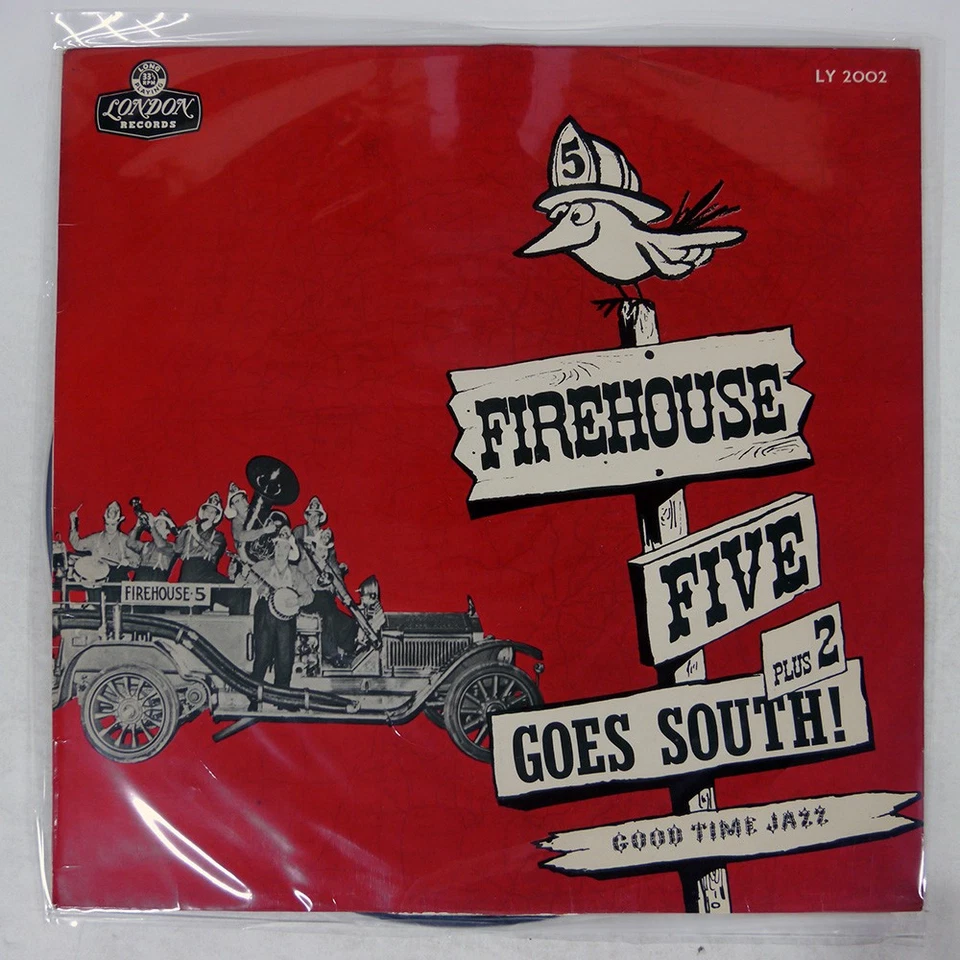 LONG
33⅓
RPM
PLAYING
LONDON
RECORDS
LY 2002
5
FIREHOUSE
FIVE
PLUS 2
GOES SOUTH!
GOOD TIME JAZZ
FIREHOUSE-5